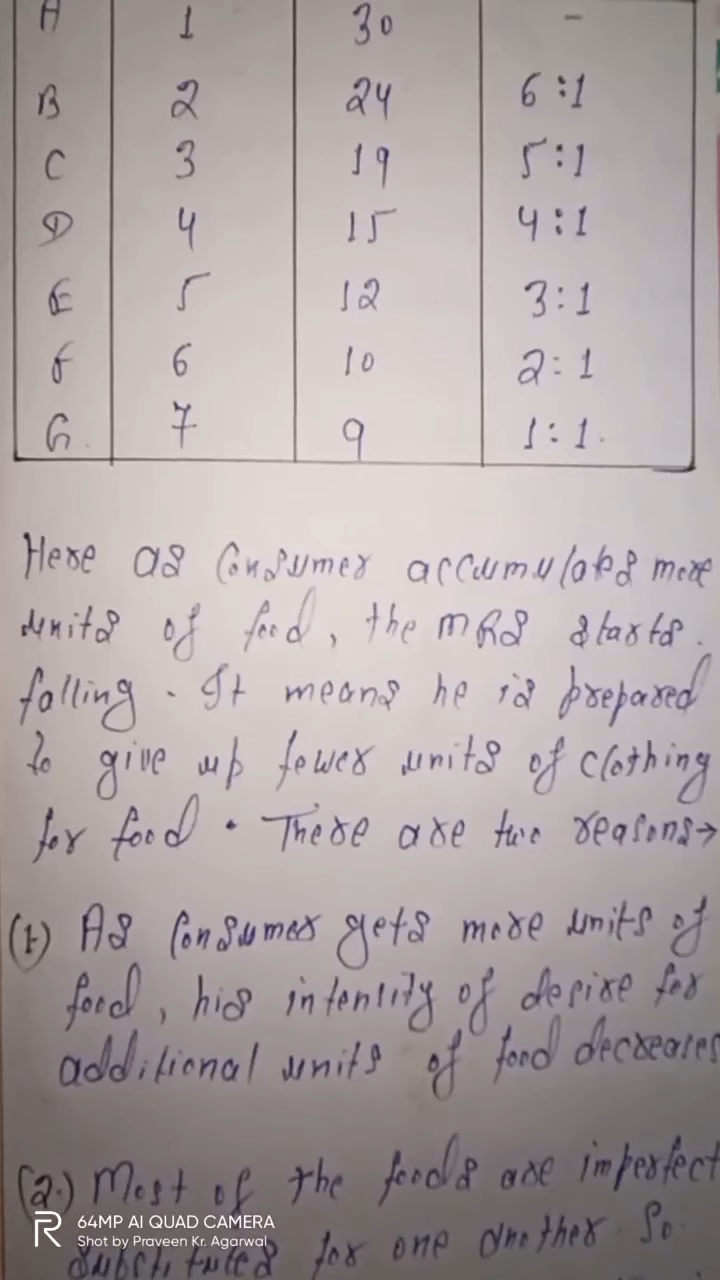 A 1 30 -
B 2 24 6:1
C 3 19 5:1
D 4 15 4:1
E 5 12 3:1
F 6 10 2:1
G. 7 9 1:1.
Here as Consumer accumulates more
units of food, the MRS starts.
falling. It means he is prepared
to give up fewer units of clothing
for food. There are two reasons→
(1.) As Consumer gets more units of
food, his intensity of desire for
additional units of food decreases
(2.) Most of the foods are imperfect
substitutes for one another. So
64MP AI QUAD CAMERA
Shot by Praveen Kr. Agarwal